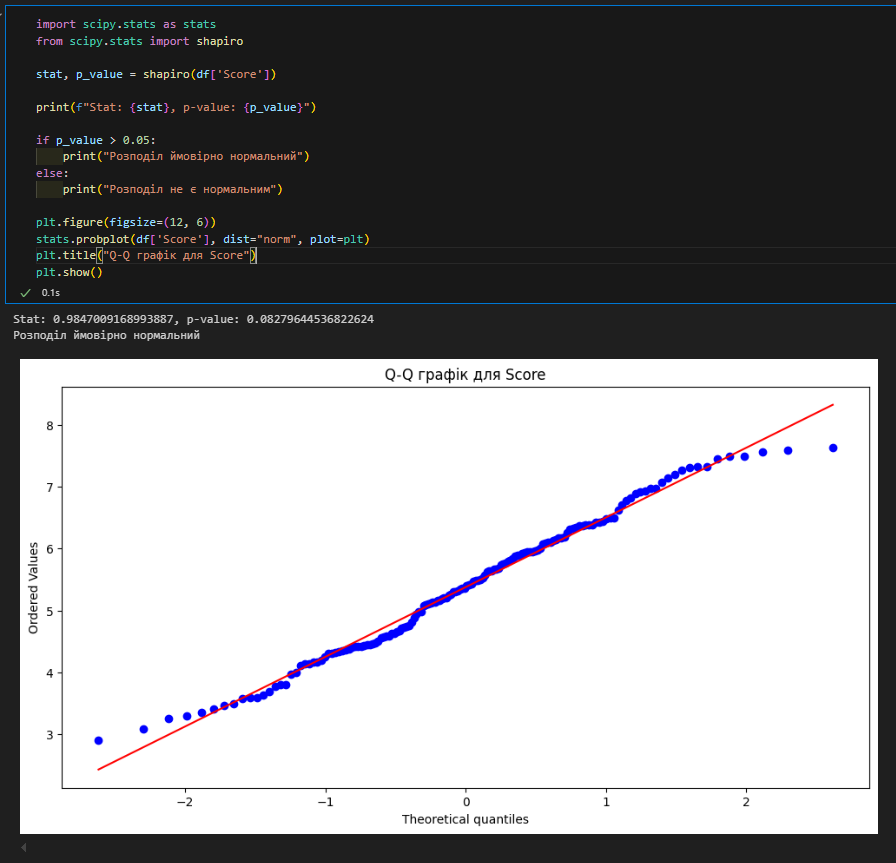 import scipy.stats as stats
from scipy.stats import shapiro
stat, p_value = shapiro(df['Score'])
print(f"Stat: {stat}, p-value: {p_value}")
if p_value > 0.05:
    print("Розподіл ймовірно нормальний")
else:
    print("Розподіл не є нормальним")
plt.figure(figsize=(12, 6))
stats.probplot(df['Score'], dist="norm", plot=plt)
plt.title("Q-Q графік для Score")
plt.show()
0.1s
Stat: 0.9847009168993887, p-value: 0.08279644536822624
Розподіл ймовірно нормальний
Q-Q графік для Score
8
7
6
5
4
3
Ordered Values
−2
−1
0
1
2
Theoretical quantiles